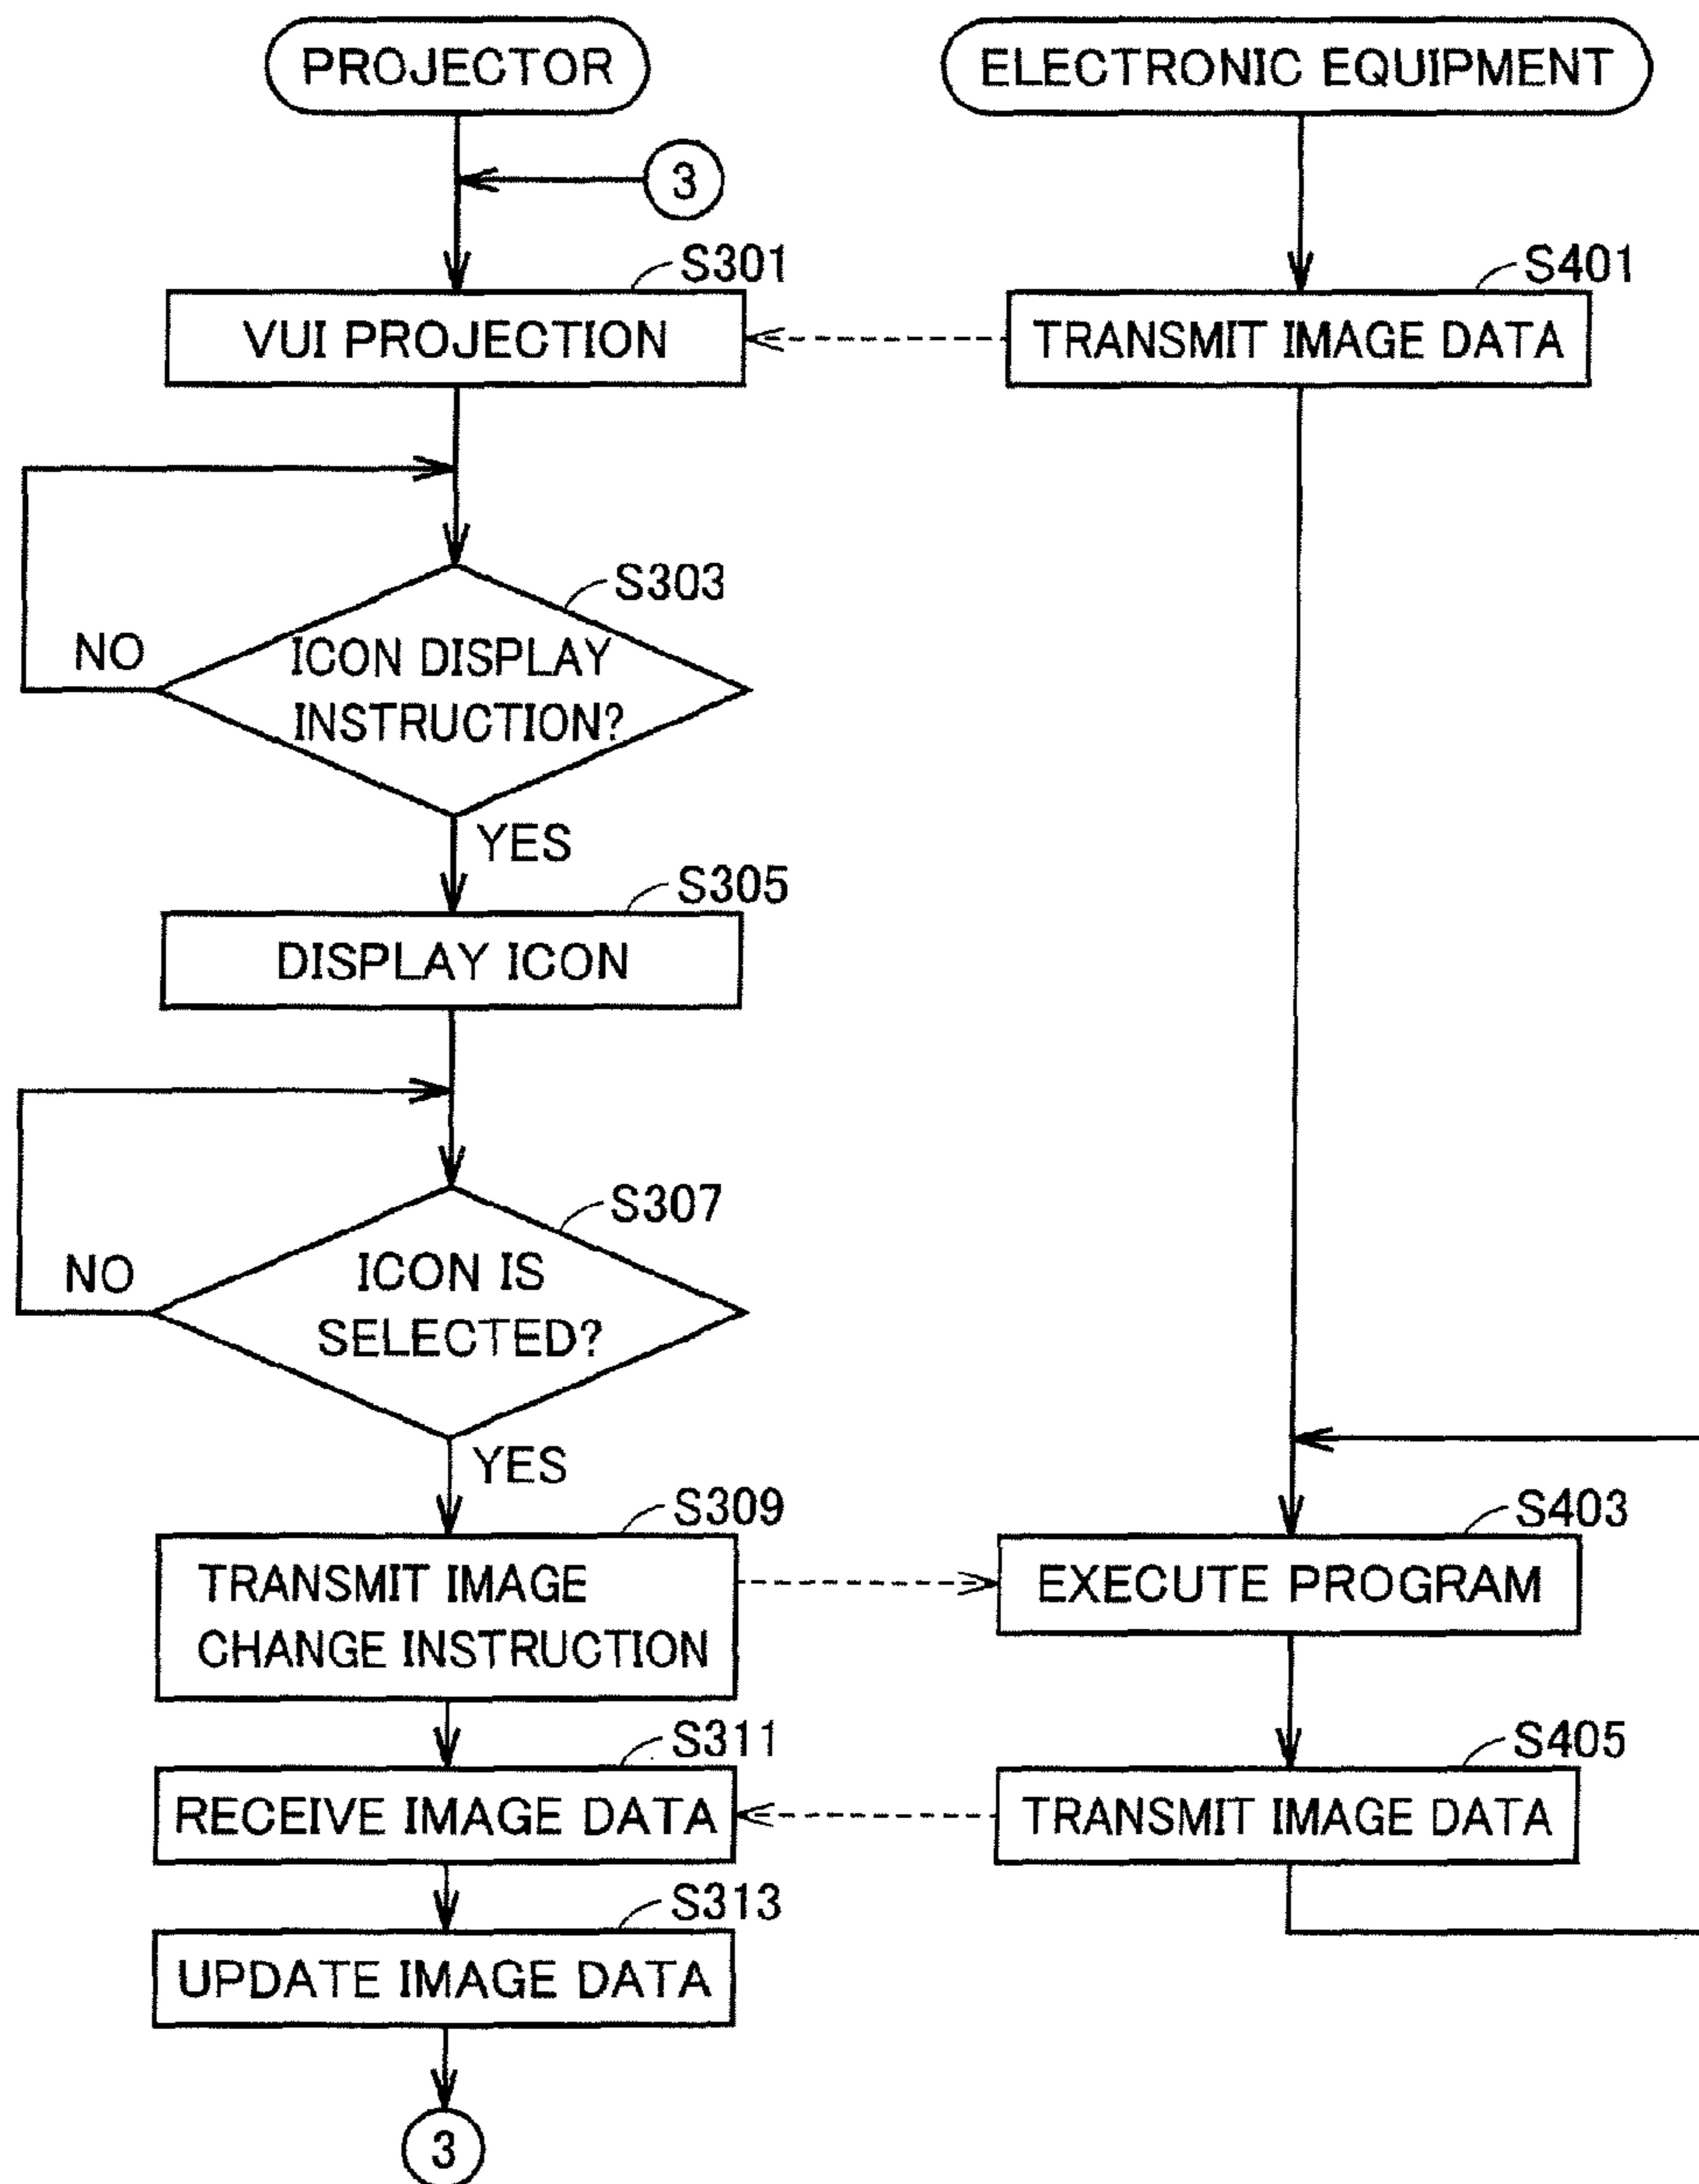 PROJECTOR
3
S301
VUI PROJECTION
S303
ICON DISPLAY
INSTRUCTION?
NO
YES
S305
DISPLAY ICON
S307
ICON IS
SELECTED?
NO
YES
S309
TRANSMIT IMAGE
CHANGE INSTRUCTION
S311
RECEIVE IMAGE DATA
S313
UPDATE IMAGE DATA
3
ELECTRONIC EQUIPMENT
S401
TRANSMIT IMAGE DATA
S403
EXECUTE PROGRAM
S405
TRANSMIT IMAGE DATA